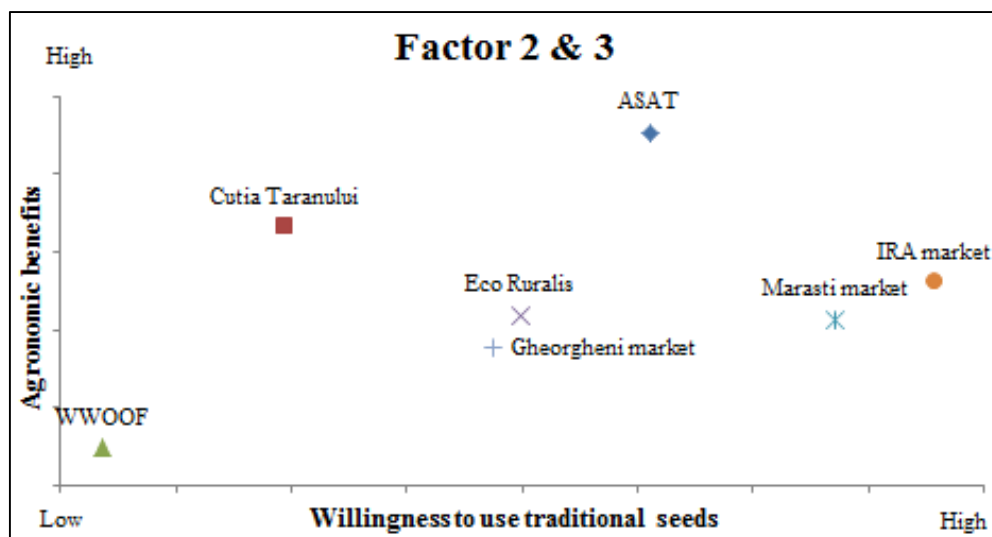 Factor 2 & 3
High
ASAT
Cutia Taranului
IRA market
Eco Ruralis
Marasti market
Gheorgheni market
WWOOF
Agronomic benefits
Low
Willingness to use traditional seeds
High